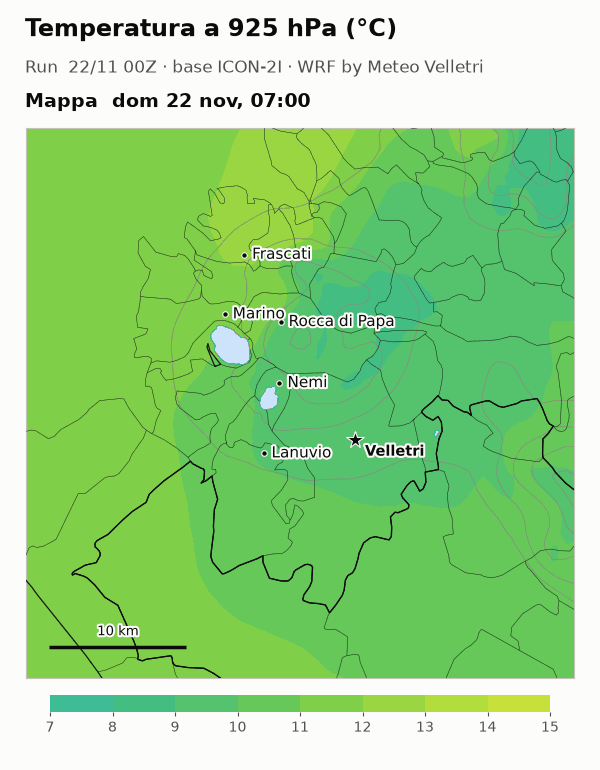 Temperatura a 925 hPa (°C)
Run  22/11 00Z · base ICON-2I · WRF by Meteo Velletri
Mappa  dom 22 nov, 07:00
Frascati
Marino
Rocca di Papa
Nemi
Velletri
Lanuvio
10 km
7 8 9 10 11 12 13 14 15